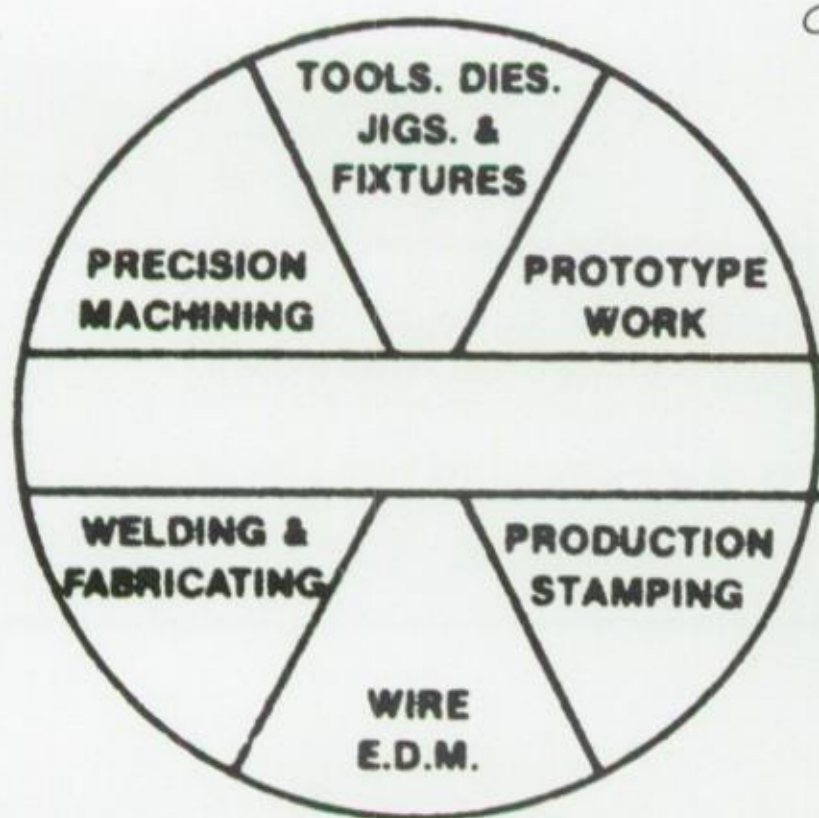 TOOLS. DIES.
JIGS. &
FIXTURES
PRECISION
MACHINING
PROTOTYPE
WORK
WELDING &
FABRICATING
PRODUCTION
STAMPING
WIRE
E.D.M.